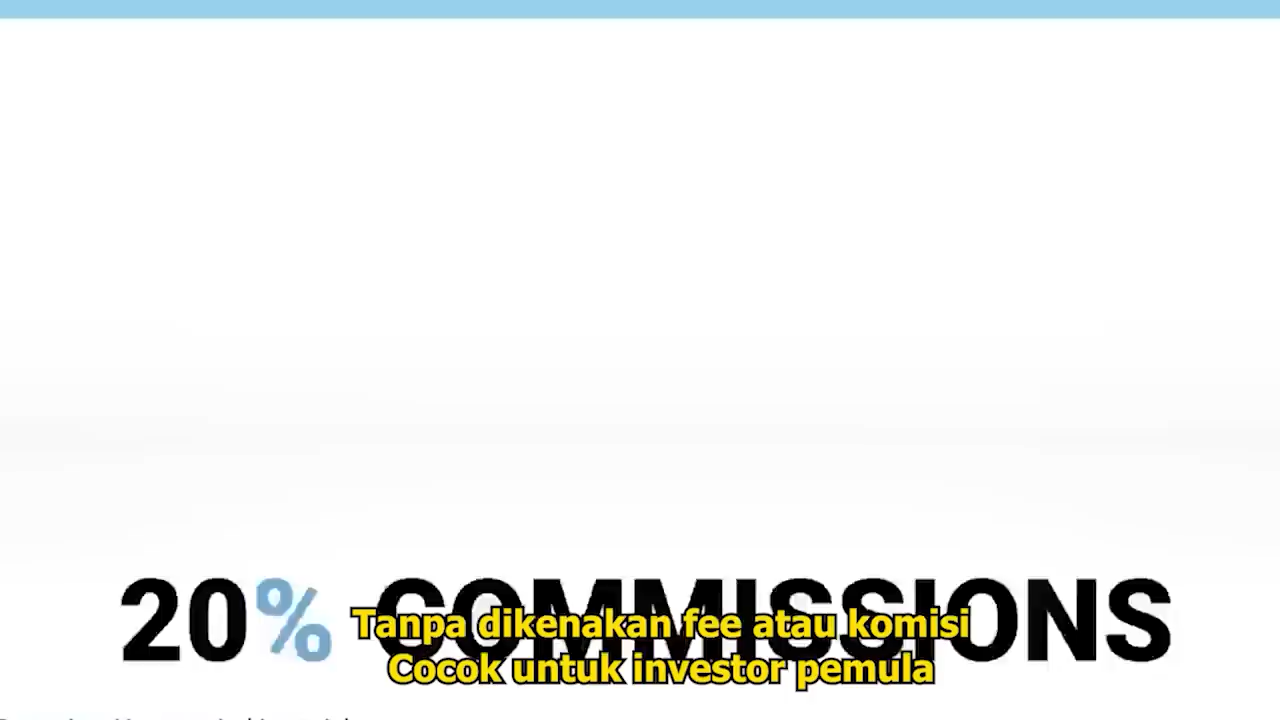 20% COMMISSIONS
Tanpa dikenakan fee atau komisi
Cocok untuk investor pemula